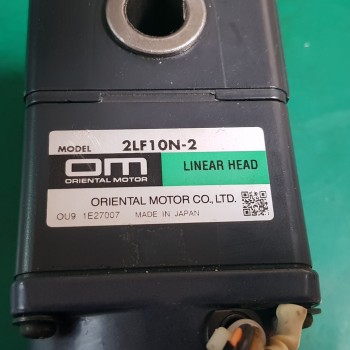 MODEL 2LF10N-2
OM
ORIENTAL MOTOR
LINEAR HEAD
ORIENTAL MOTOR CO., LTD.
OU9 1E27007 MADE IN JAPAN